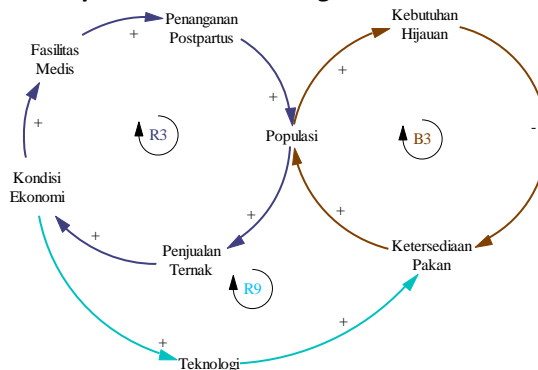 Penanganan
Postpartus
Kebutuhan
Hijauan
Fasilitas
Medis
+
+
+
+
+
R3
Populasi
B3
-
Kondisi
Ekonomi
+
+
+
Penjualan
Ternak
Ketersediaan
Pakan
R9
+
+
Teknologi